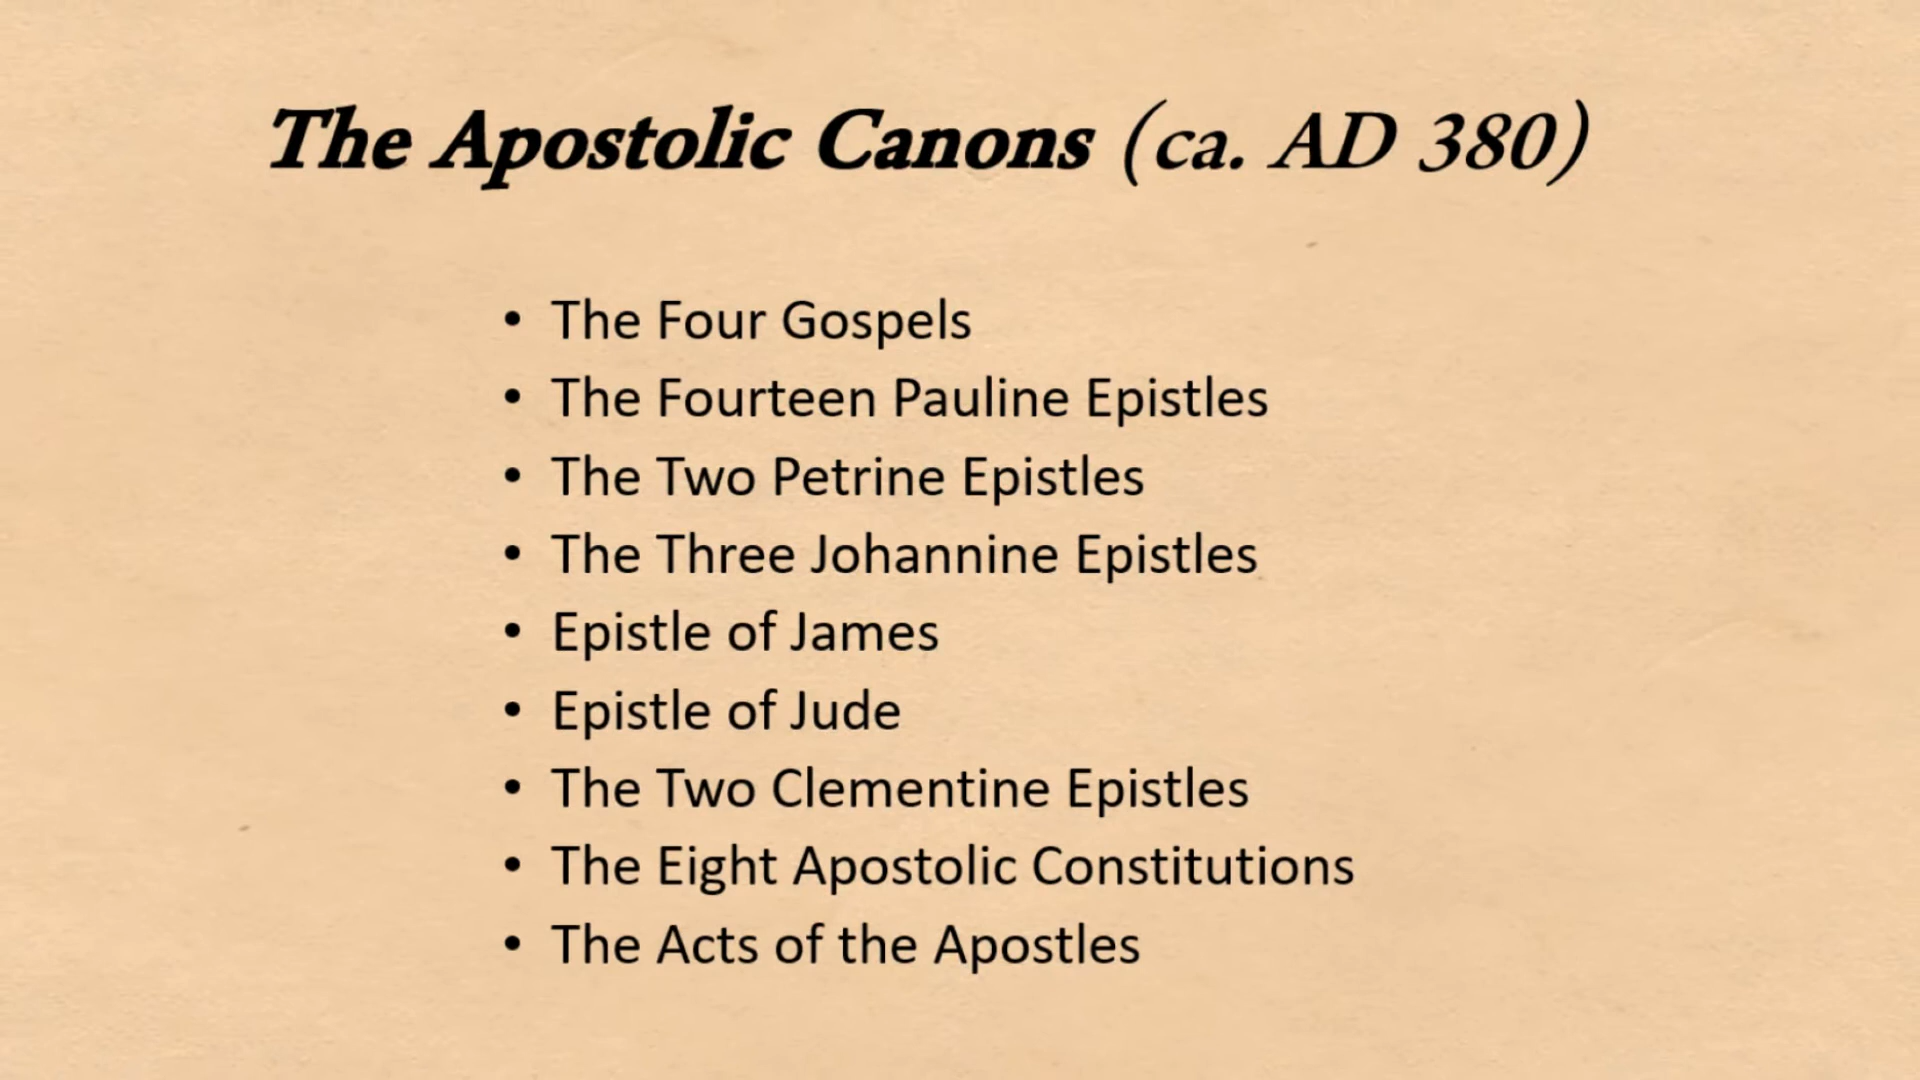 The Apostolic Canons (ca. AD 380)
• The Four Gospels
• The Fourteen Pauline Epistles
• The Two Petrine Epistles
• The Three Johannine Epistles
• Epistle of James
• Epistle of Jude
• The Two Clementine Epistles
• The Eight Apostolic Constitutions
• The Acts of the Apostles